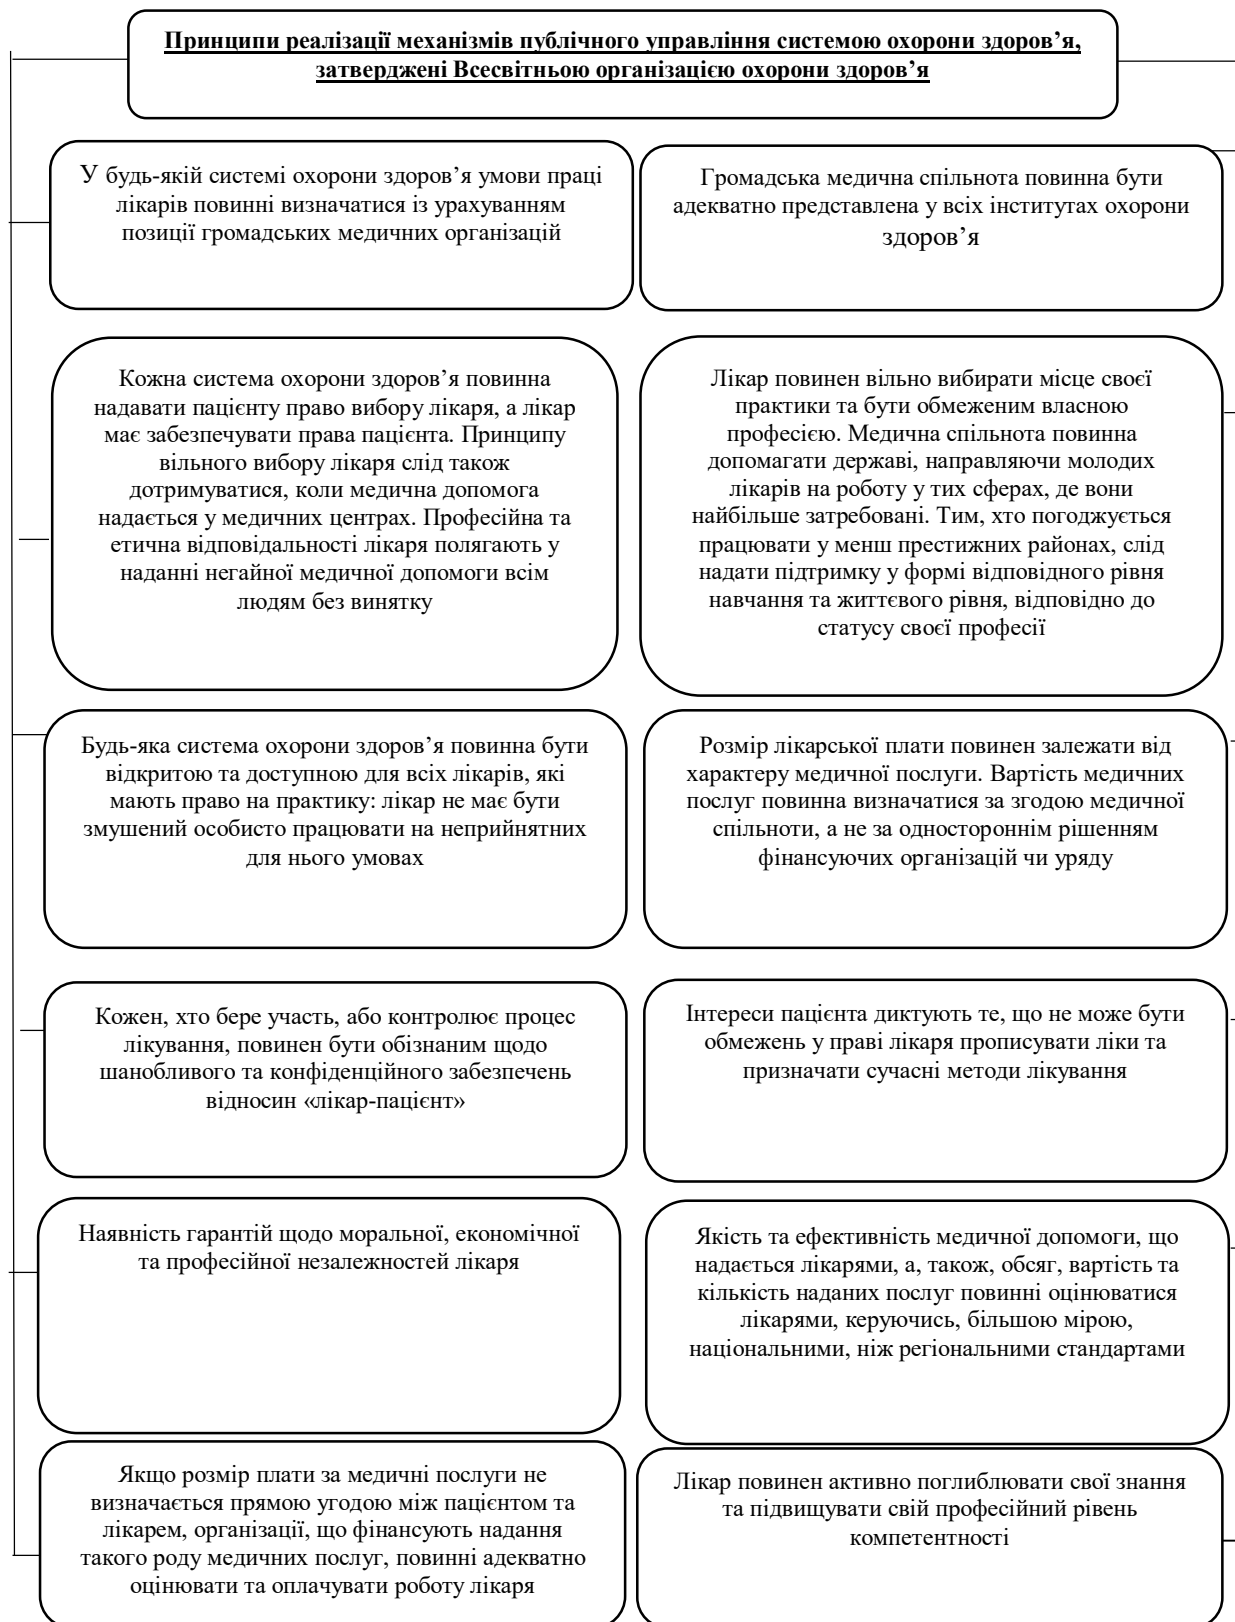 Принципи реалізації механізмів публічного управління системою охорони здоров’я,
затверджені Всесвітньою організацією охорони здоров’я
У будь-якій системі охорони здоров’я умови праці
лікарів повинні визначатися із урахуванням
позиції громадських медичних організацій
Громадська медична спільнота повинна бути
адекватно представлена у всіх інститутах охорони
здоров’я
Кожна система охорони здоров’я повинна
надавати пацієнту право вибору лікаря, а лікар
має забезпечувати права пацієнта. Принципу
вільного вибору лікаря слід також
дотримуватися, коли медична допомога
надається у медичних центрах. Професійна та
етична відповідальності лікаря полягають у
наданні негайної медичної допомоги всім
людям без винятку
Лікар повинен вільно вибирати місце своєї
практики та бути обмеженим власною
професією. Медична спільнота повинна
допомагати державі, направляючи молодих
лікарів на роботу у тих сферах, де вони
найбільше затребовані. Тим, хто погоджується
працювати у менш престижних районах, слід
надати підтримку у формі відповідного рівня
навчання та життєвого рівня, відповідно до
статусу своєї професії
Будь-яка система охорони здоров’я повинна бути
відкритою та доступною для всіх лікарів, які
мають право на практику: лікар не має бути
змушений особисто працювати на неприйнятних
для нього умовах
Розмір лікарської плати повинен залежати від
характеру медичної послуги. Вартість медичних
послуг повинна визначатися за згодою медичної
спільноти, а не за одностороннім рішенням
фінансуючих організацій чи уряду
Кожен, хто бере участь, або контролює процес
лікування, повинен бути обізнаним щодо
шанобливого та конфіденційного забезпечень
відносин «лікар-пацієнт»
Інтереси пацієнта диктують те, що не може бути
обмежень у праві лікаря прописувати ліки та
призначати сучасні методи лікування
Наявність гарантій щодо моральної, економічної
та професійної незалежностей лікаря
Якість та ефективність медичної допомоги, що
надається лікарями, а, також, обсяг, вартість та
кількість наданих послуг повинні оцінюватися
лікарями, керуючись, більшою мірою,
національними, ніж регіональними стандартами
Якщо розмір плати за медичні послуги не
визначається прямою угодою між пацієнтом та
лікарем, організації, що фінансують надання
такого роду медичних послуг, повинні адекватно
оцінювати та оплачувати роботу лікаря
Лікар повинен активно поглиблювати свої знання
та підвищувати свій професійний рівень
компетентності